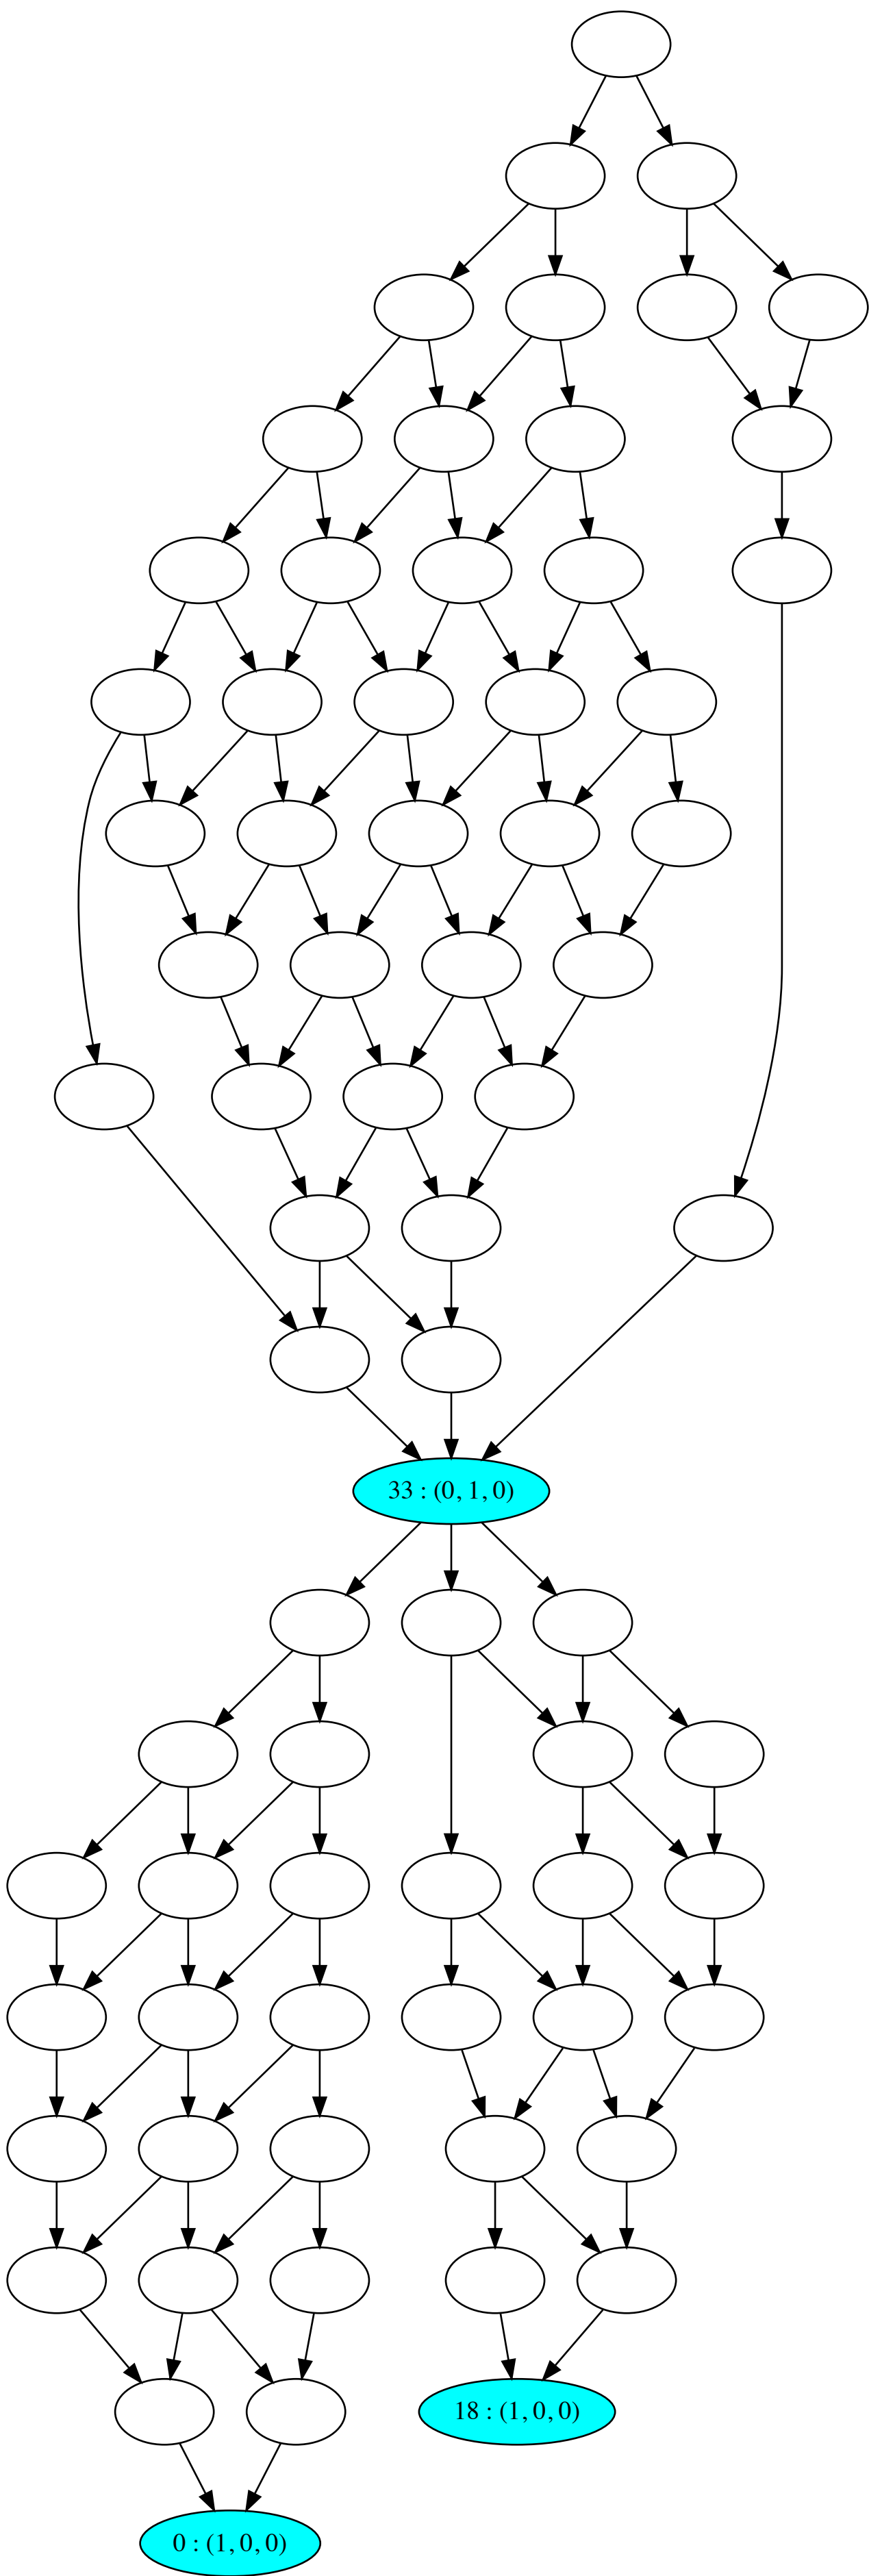 33 : (0, 1, 0)
18 : (1, 0, 0)
0 : (1, 0, 0)